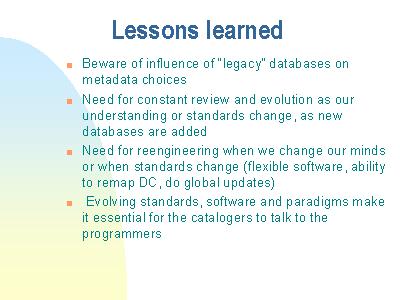 Lessons learned
Beware of influence of "legacy" databases on
metadata choices
Need for constant review and evolution as our
understanding or standards change, as new
databases are added
Need for reengineering when we change our minds
or when standards change (flexible software, ability
to remap DC, do global updates)
Evolving standards, software and paradigms make
it essential for the catalogers to talk to the
programmers